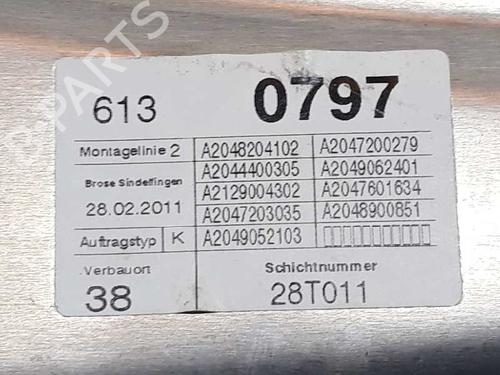 613 0797
Montagelinie 2 A2048204102 A2047200279
A2044400305 A2049062401
Brose Sindelfingen A2129004302 A2047601634
28.02.2011 A2047203035 A2048900851
Auftragstyp K A2049052103
Verbauort Schichtnummer
38 28T011
B-PARTS